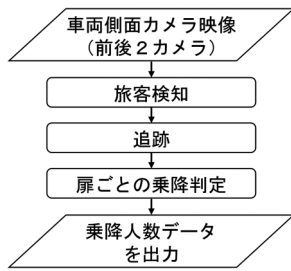 車両側面カメラ映像
（前後２カメラ）
旅客検知
追跡
扉ごとの乗降判定
乗降人数データ
を出力